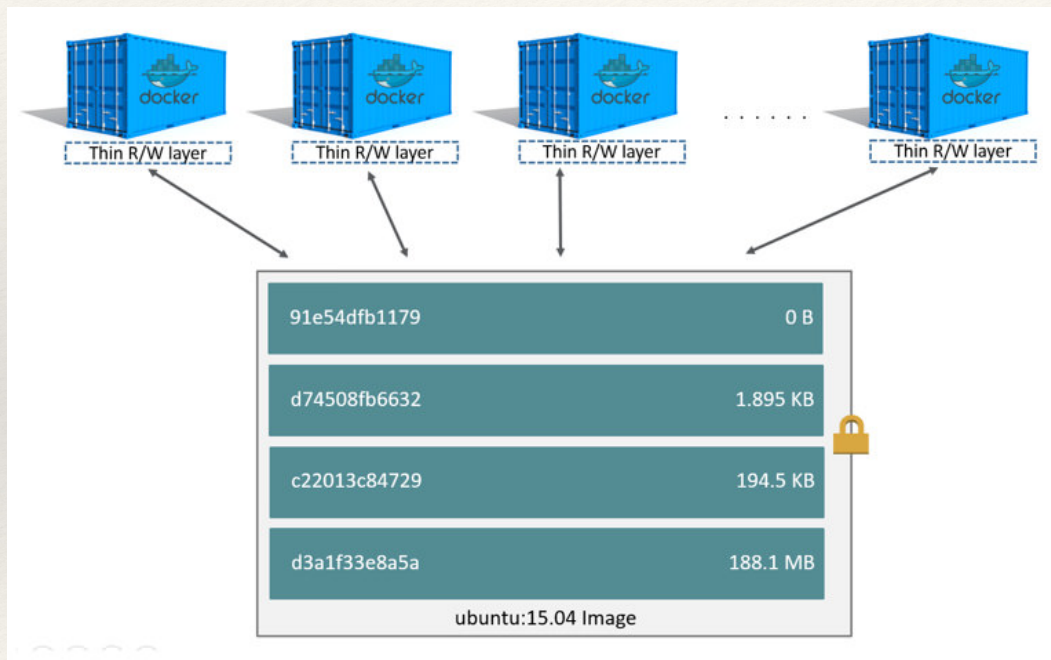 docker
docker
docker
. . . . . .
docker
Thin R/W layer
Thin R/W layer
Thin R/W layer
Thin R/W layer
91e54dfb1179 0 B
d74508fb6632 1.895 KB
c22013c84729 194.5 KB
d3a1f33e8a5a 188.1 MB
ubuntu:15.04 Image